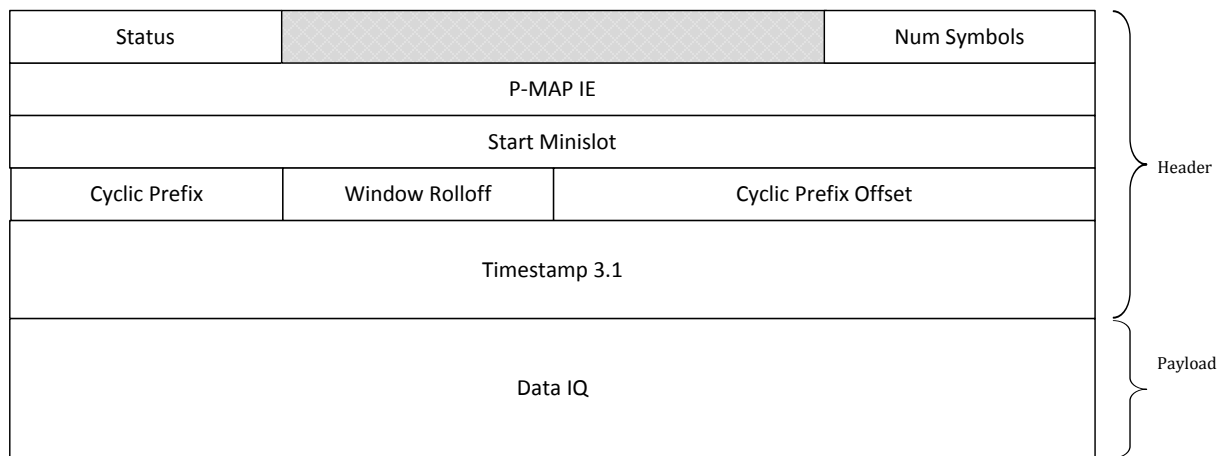 Status
Num Symbols
P-MAP IE
Start Minislot
Cyclic Prefix
Window Rolloff
Cyclic Prefix Offset
Header
Timestamp 3.1
Data IQ
Payload